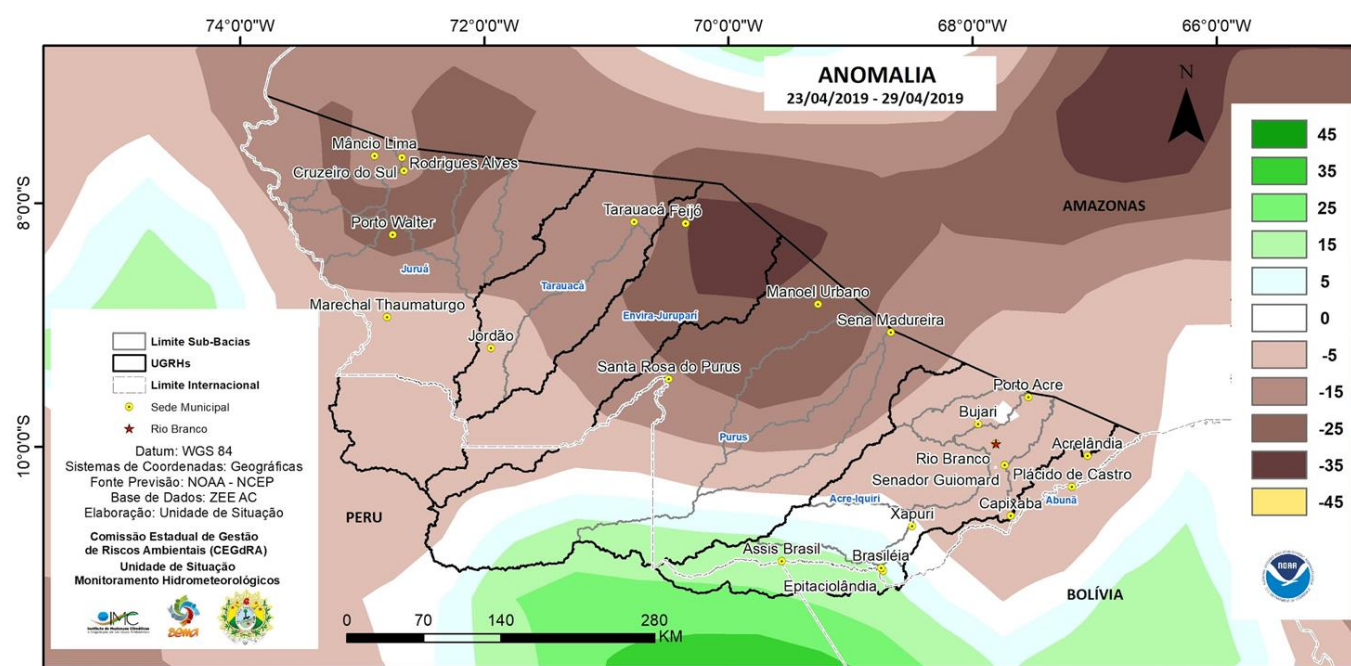 74°0'0"W
72°0'0"W
70°0'0"W
68°0'0"W
66°0'0"W
8°0'0"S
10°0'0"S
ANOMALIA
23/04/2019 - 29/04/2019
N
45
35
25
15
5
0
-5
-15
-25
-35
-45
AMAZONAS
Mâncio Lima
Rodrigues Alves
Cruzeiro do Sul
Porto Walter
Juruá
Tarauacá
Feijó
Tarauacá
Marechal Thaumaturgo
Jordão
Envira-Juruparí
Manoel Urbano
Sena Madureira
Santa Rosa do Purus
Purus
Porto Acre
Bujari
Acrelândia
Rio Branco
Plácido de Castro
Senador Guiomard
Abunã
Acre-Iquiri
Capixaba
Xapuri
Assis Brasil
Brasiléia
Epitaciolândia
PERU
BOLÍVIA
Limite Sub-Bacias
UGRHs
Limite Internacional
Sede Municipal
Rio Branco
Datum: WGS 84
Sistemas de Coordenadas: Geográficas
Fonte Previsão: NOAA - NCEP
Base de Dados: ZEE AC
Elaboração: Unidade de Situação
Comissão Estadual de Gestão
de Riscos Ambientais (CEGdRA)
Unidade de Situação
Monitoramento Hidrometeorológicos
IMC
sema
0
70
140
280
KM
NOAA